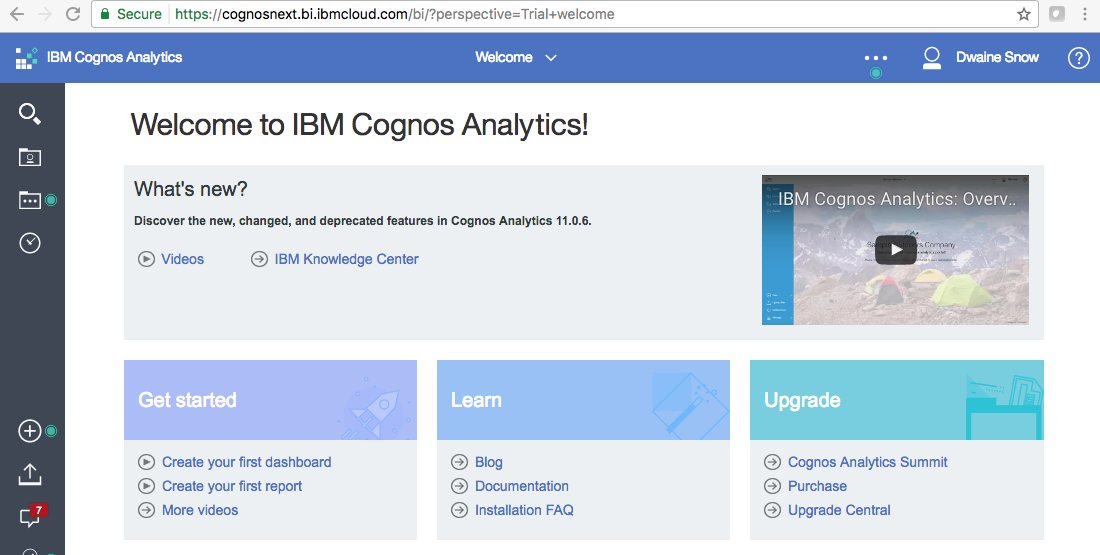 Secure https://cognosnext.bi.ibmcloud.com/bi/?perspective=Trial+welcome
IBM Cognos Analytics Welcome Dwaine Snow
Welcome to IBM Cognos Analytics!
What's new?
Discover the new, changed, and deprecated features in Cognos Analytics 11.0.6.
Videos IBM Knowledge Center
IBM Cognos Analytics: Overv...
Get started
Create your first dashboard
Create your first report
More videos
Learn
Blog
Documentation
Installation FAQ
Upgrade
Cognos Analytics Summit
Purchase
Upgrade Central
7